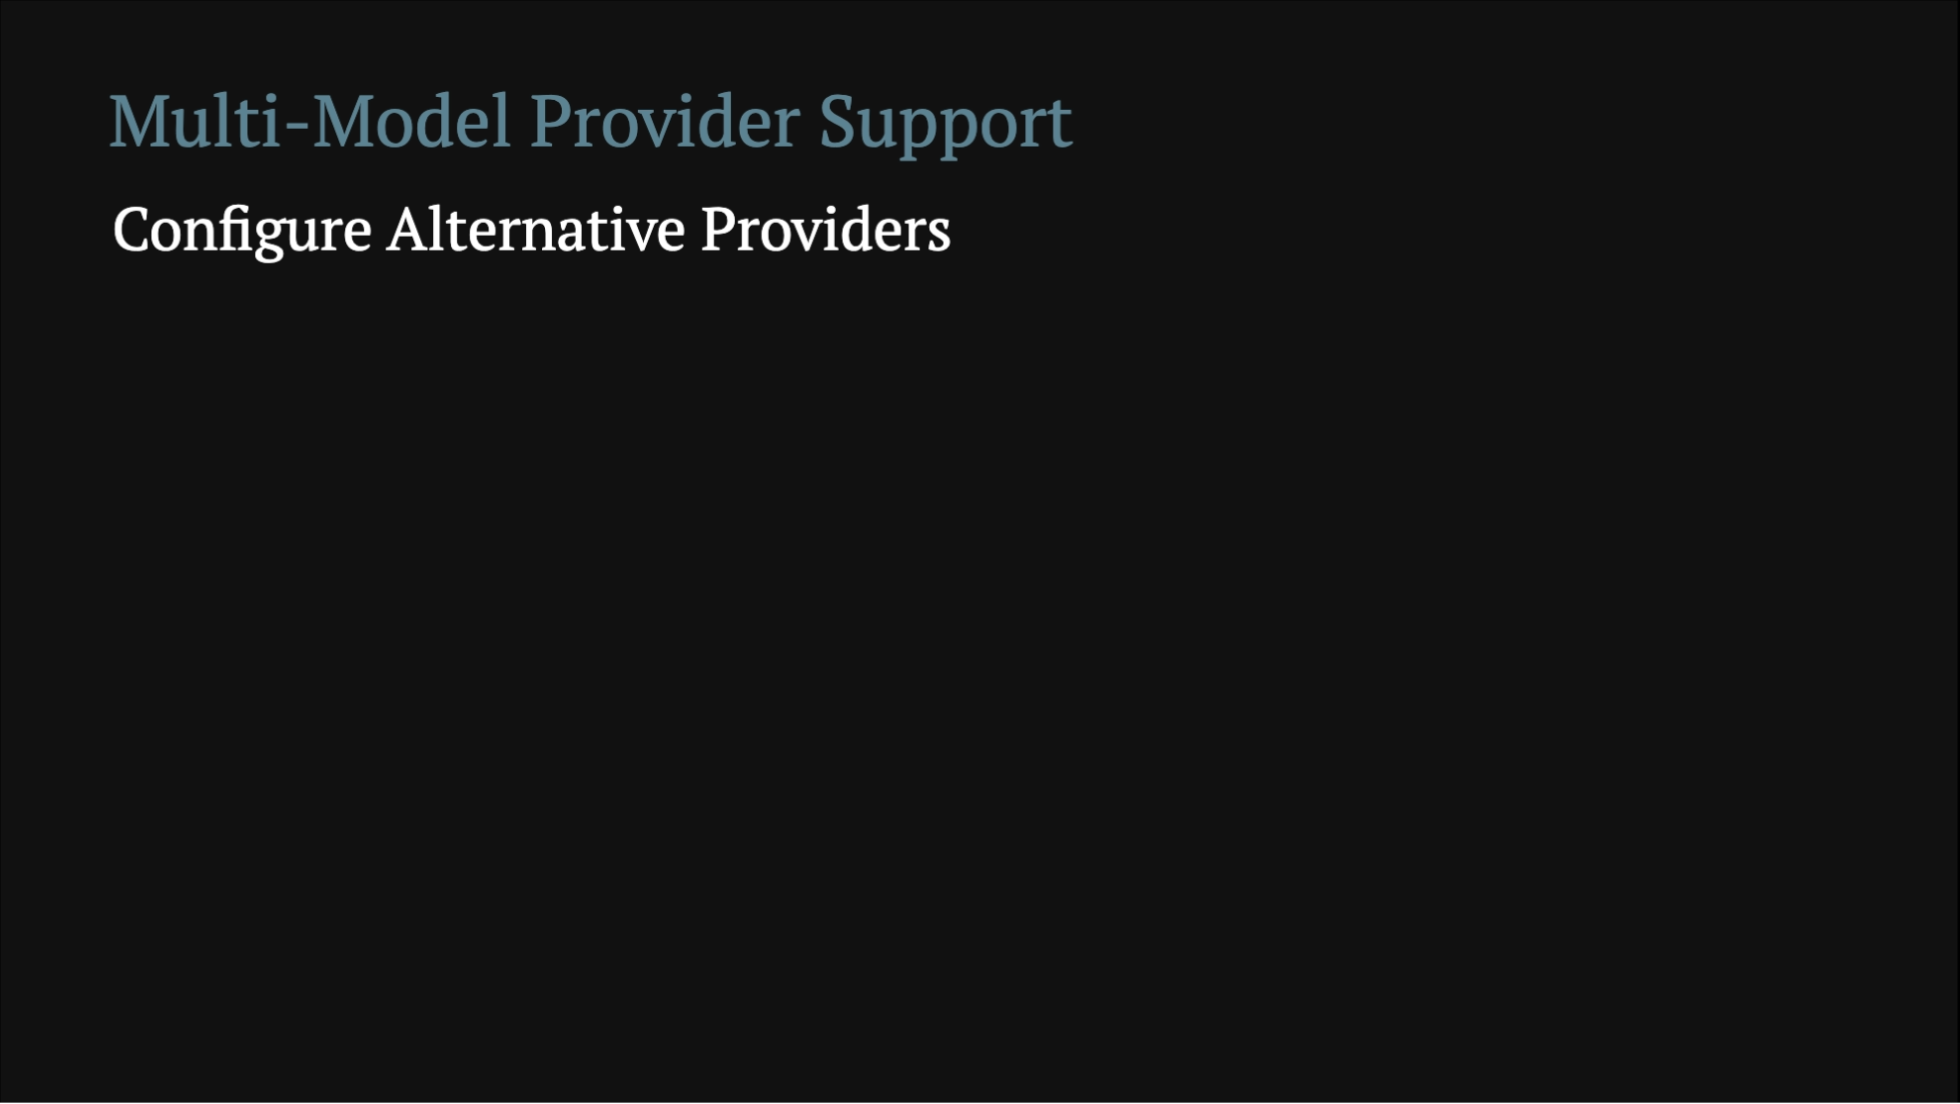 Multi-Model Provider Support
Configure Alternative Providers